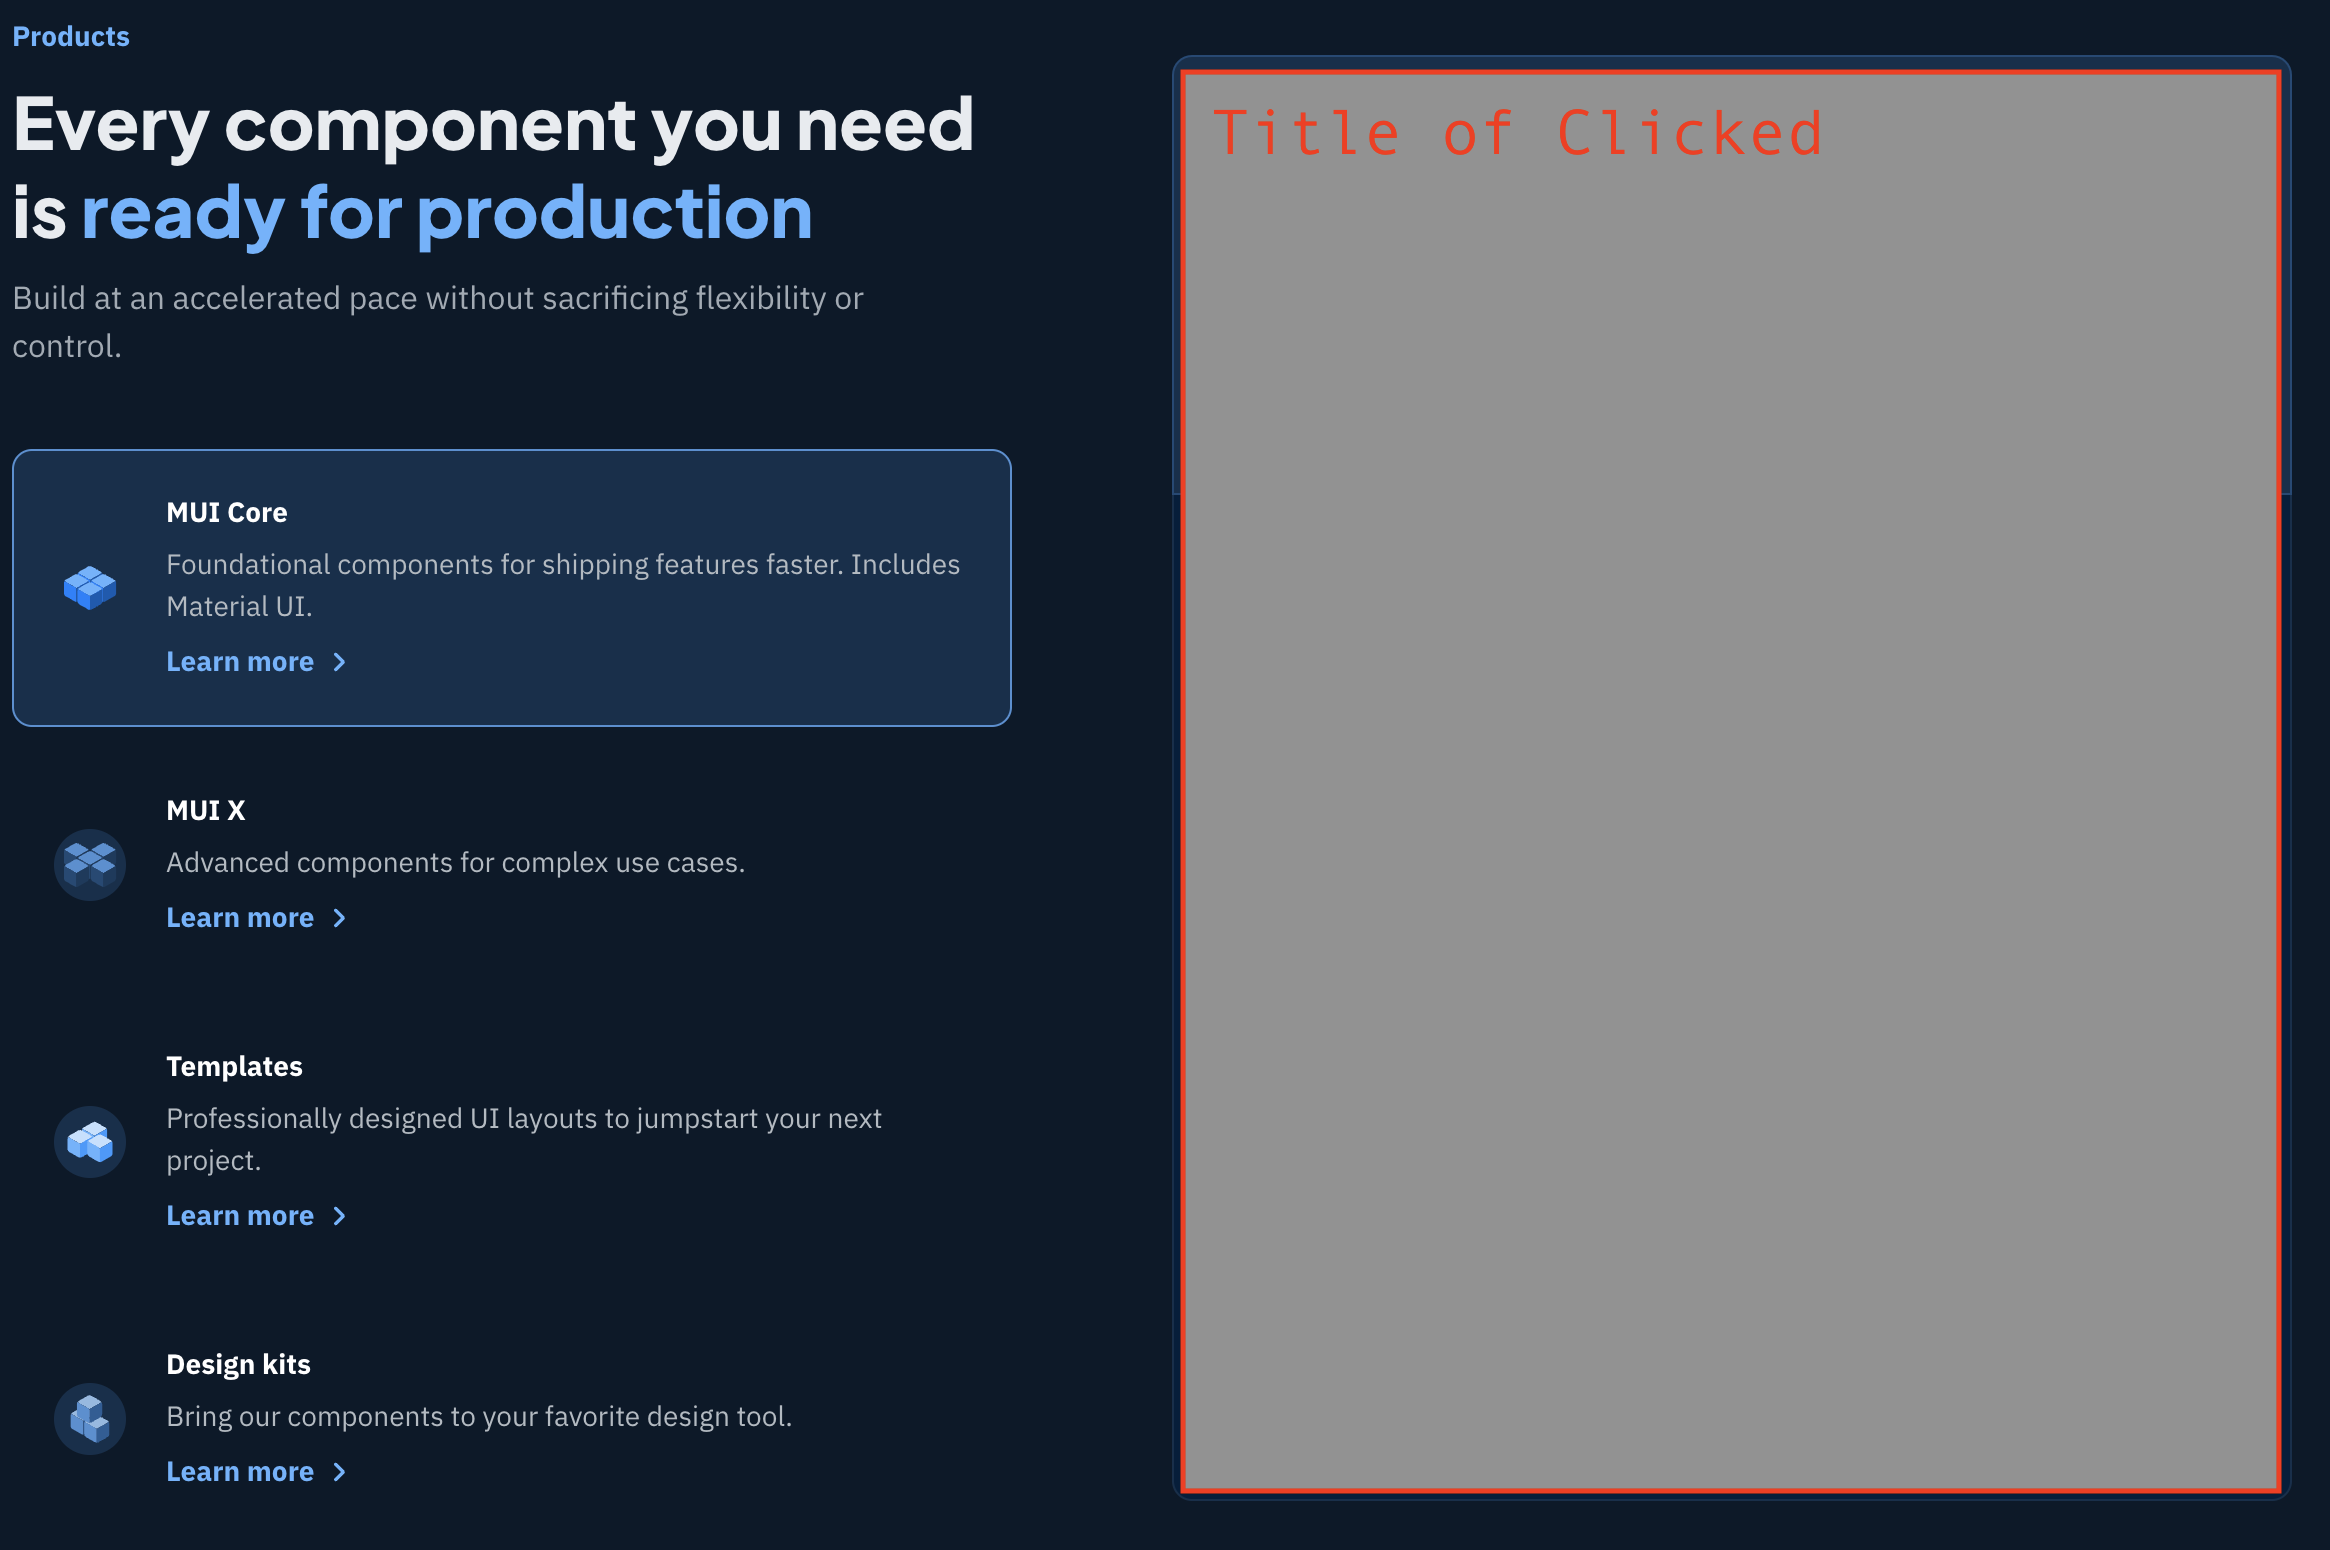 Products
Every component you need
is ready for production
Build at an accelerated pace without sacrificing flexibility or
control.
MUI Core
Foundational components for shipping features faster. Includes
Material UI.
Learn more
MUI X
Advanced components for complex use cases.
Learn more
Templates
Professionally designed UI layouts to jumpstart your next
project.
Learn more
Design kits
Bring our components to your favorite design tool.
Learn more
Title of Clicked